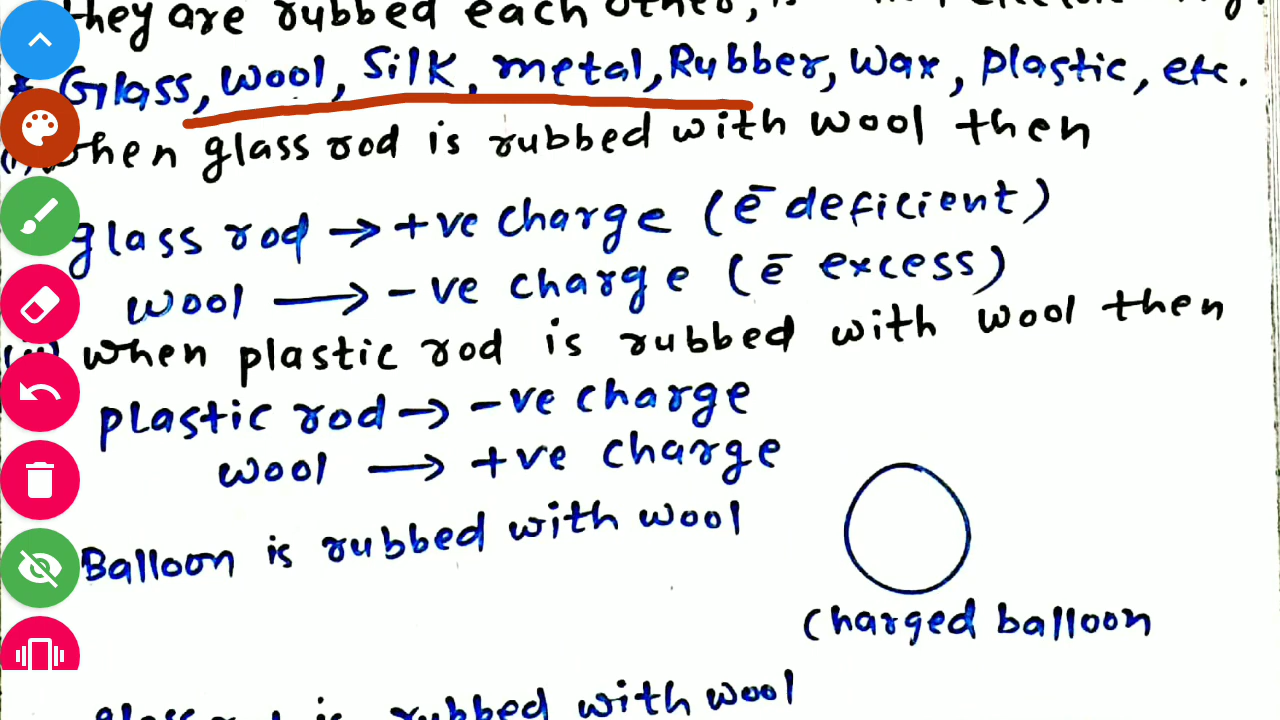 they are rubbed each other,
* Glass, wool, Silk, metal, Rubber, wax, plastic, etc.
when glass rod is rubbed with wool then
glass rod → +ve charge (ē deficient)
wool → -ve charge (ē excess)
(ii) when plastic rod is rubbed with wool then
plastic rod → -ve charge
wool → +ve charge
Balloon is rubbed with wool
charged balloon
is rubbed with wool